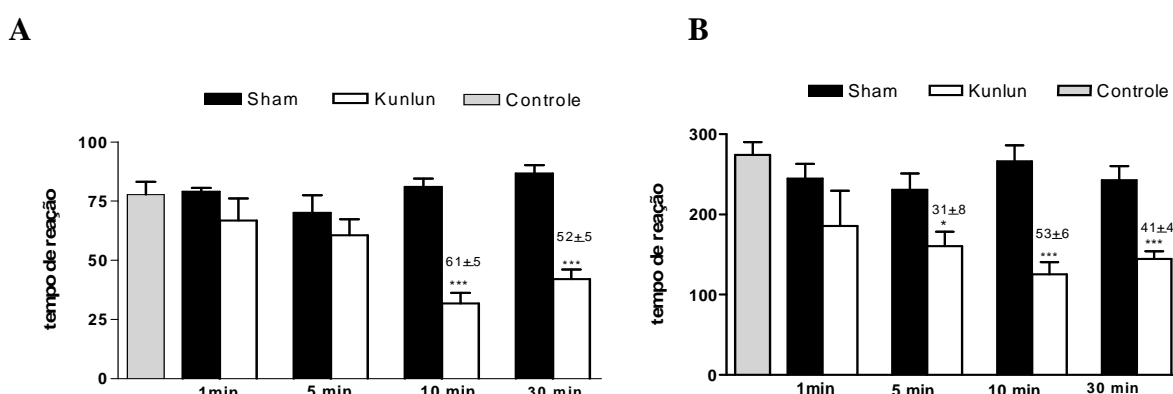 A
B
Sham Kunlun Controle
Sham Kunlun Controle
tempo de reação
100
75
50
25
0
61±5
***
52±5
***
1min 5 min 10 min 30 min
tempo de reação
300
200
100
0
31±8
*
53±6
***
41±4
***
1min 5 min 10 min 30 min